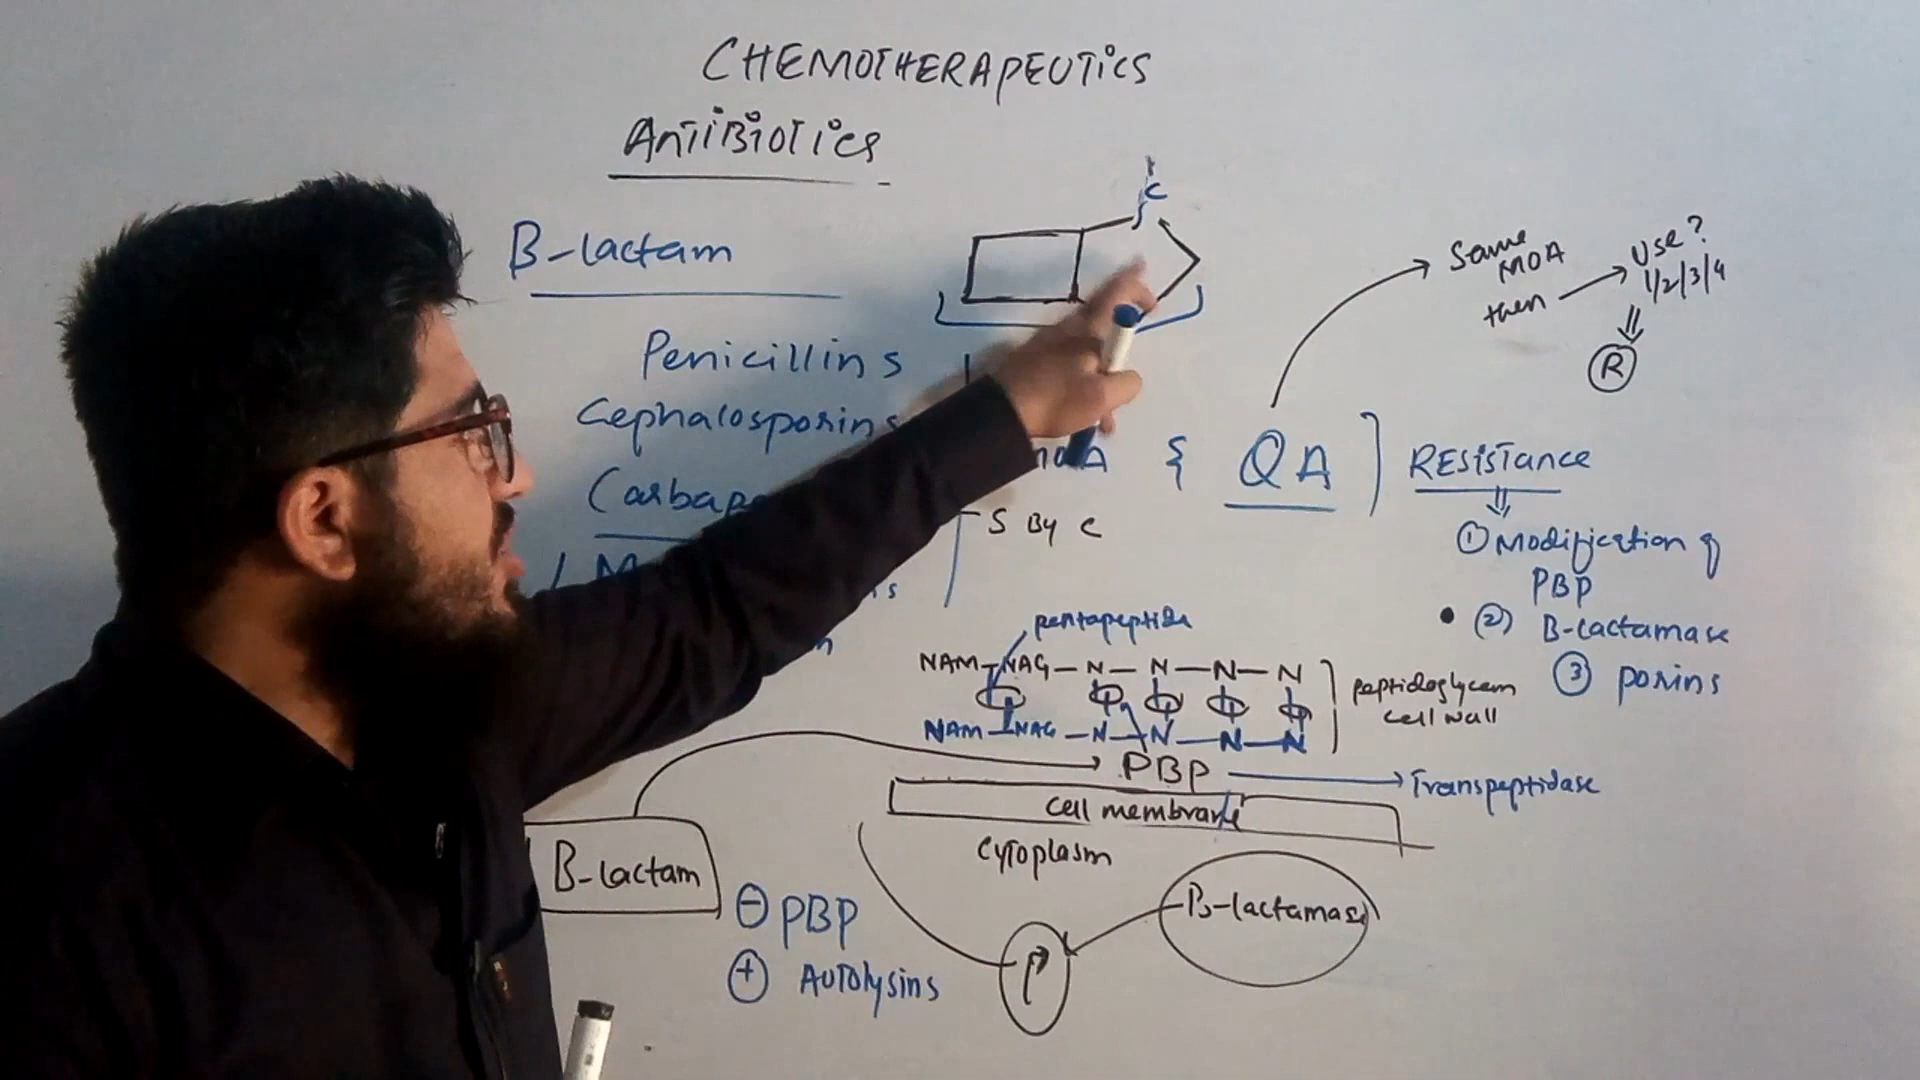 CHEMOTHERAPEUTICS
ANTIBIOTICS
B-lactam
C
S
Penicillins
Cephalosporins
Carbap
M
Same
MOA
then
Use?
1/2/3/4
R
MOA & QA ] RESISTANCE
S By C
① Modification of
PBP
② B-Lactamase
③ porins
pentapeptide
NAM-NAG-N-N-N-N
NAM-NAG-N-N-N-N
peptidoglycan
cell wall
PBP
Transpeptidase
cell membrane
cytoplasm
B-lactam
⊖ PBP
⊕ Autolysins
P
B-lactamase